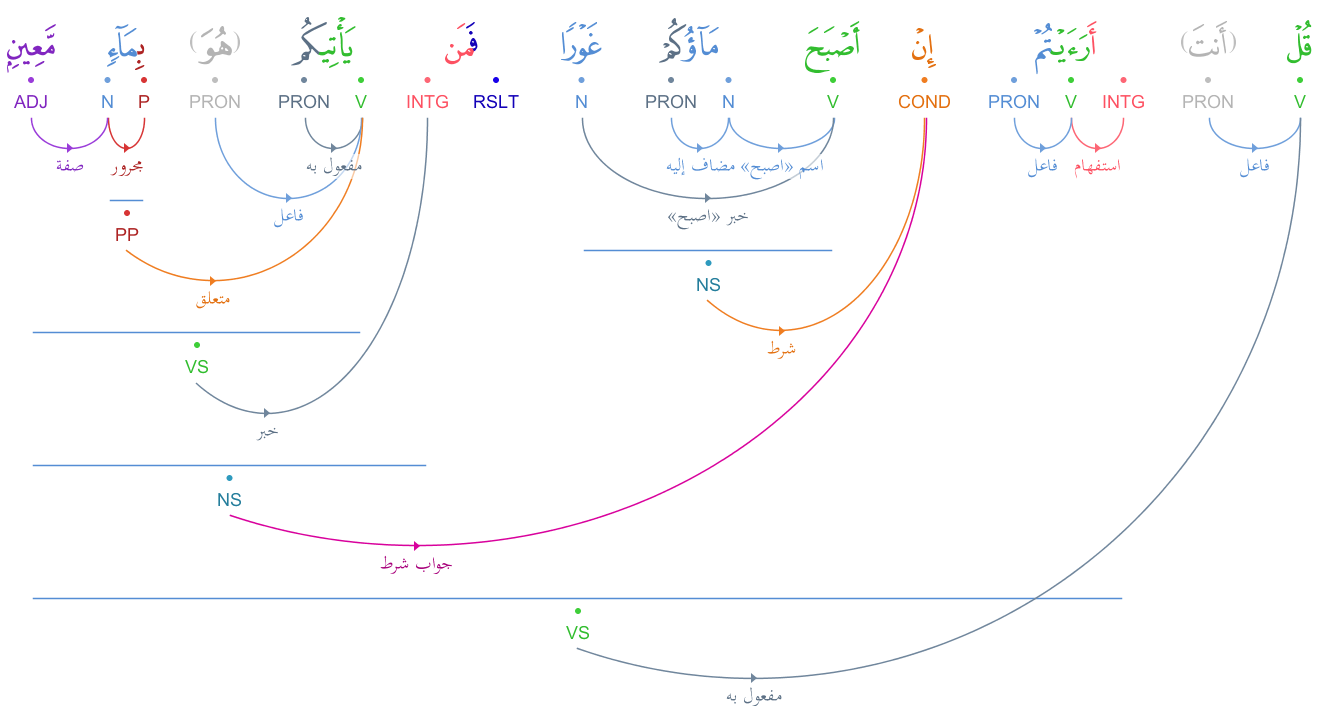 قُلْ (أَنتَ) أَرَءَيْتُمْ إِنْ أَصْبَحَ مَآؤُكُمْ غَوْرًا فَمَن يَأْتِيكُم (هُوَ) بِمَآءٍ مَّعِينٍۭ
V PRON INTG V PRON COND V N PRON N RSLT INTG V PRON PRON P N ADJ
فاعل استفهام فاعل اسم «اصبح» مضاف إليه مفعول به مجرور صفة
خبر «اصبح» فاعل
PP
NS
متعلق
شرط
VS
خبر
NS
جواب شرط
VS
مفعول به